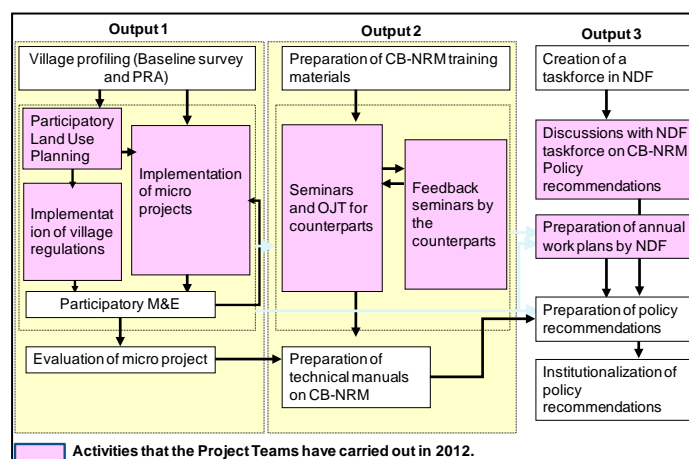 Output 1
Village profiling (Baseline survey
and PRA)
Participatory
Land Use
Planning
Implementation
of micro
projects
Implementat
ion of village
regulations
Participatory M&E
Evaluation of micro project
Output 2
Preparation of CB-NRM training
materials
Seminars
and OJT for
counterparts
Feedback
seminars by
the
counterparts
Preparation of
technical manuals
on CB-NRM
Output 3
Creation of a
taskforce in NDF
Discussions with NDF
taskforce on CB-NRM
Policy
recommendations
Preparation of annual
work plans by NDF
Preparation of policy
recommendations
Institutionalization of
policy
recommendations
Activities that the Project Teams have carried out in 2012.